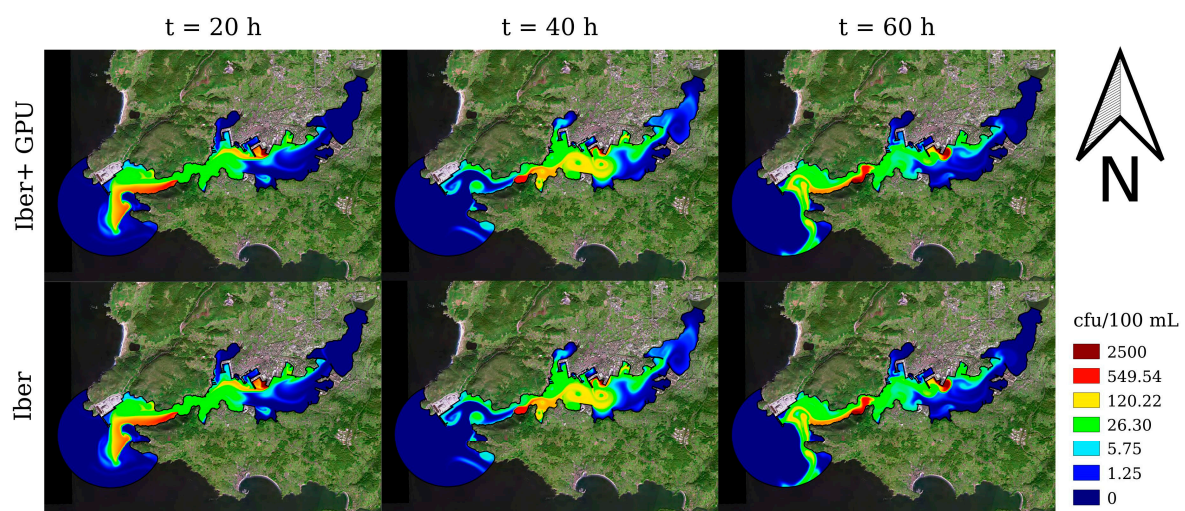 t = 20 h
t = 40 h
t = 60 h
Iber+ GPU
Iber
N
cfu/100 mL
2500
549.54
120.22
26.30
5.75
1.25
0